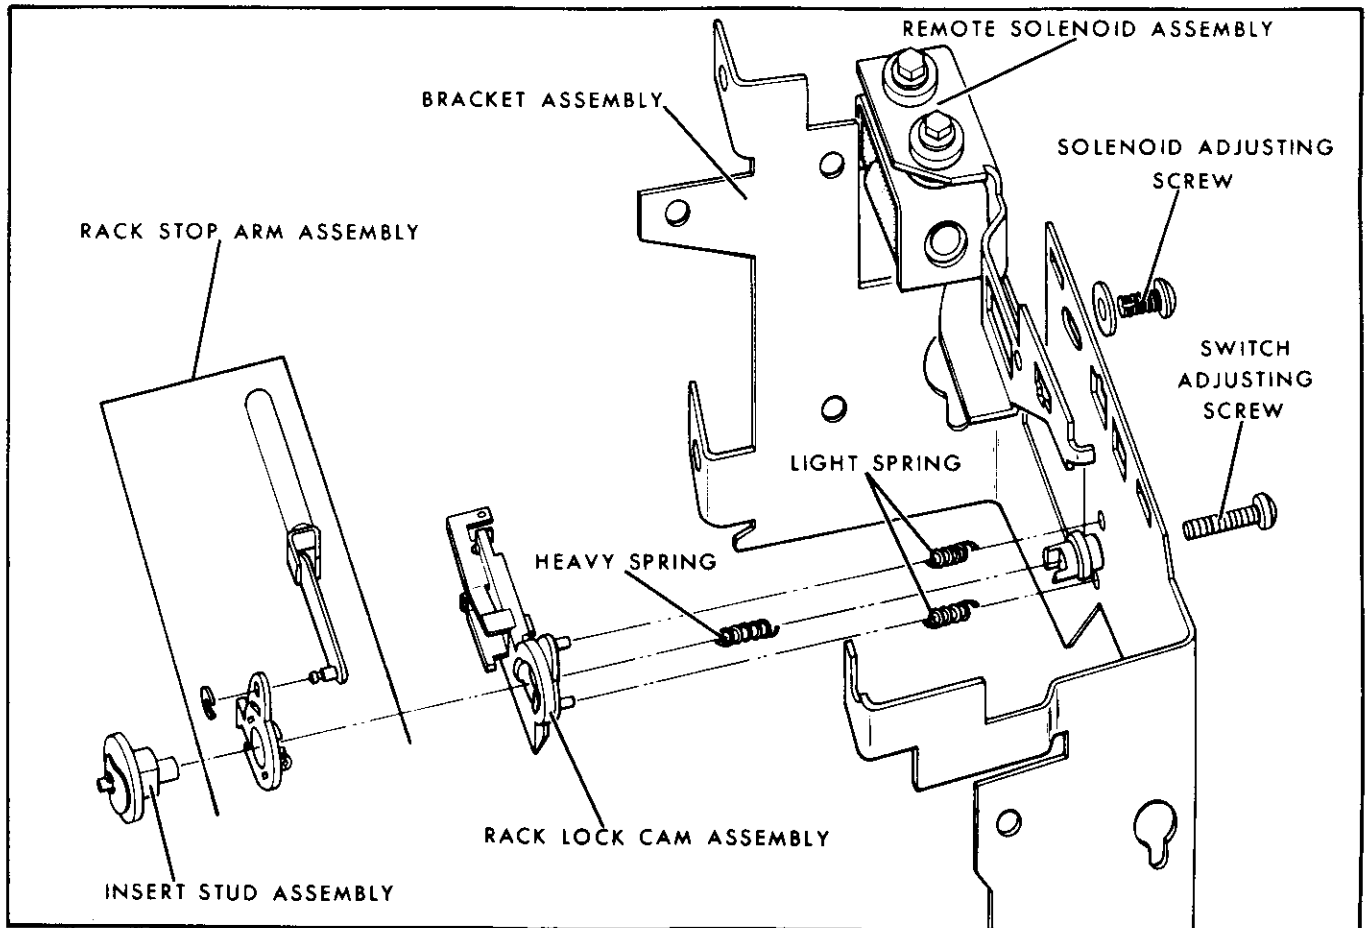 REMOTE SOLENOID ASSEMBLY
BRACKET ASSEMBLY
SOLENOID ADJUSTING
SCREW
RACK STOP ARM ASSEMBLY
SWITCH
ADJUSTING
SCREW
LIGHT SPRING
HEAVY SPRING
RACK LOCK CAM ASSEMBLY
INSERT STUD ASSEMBLY